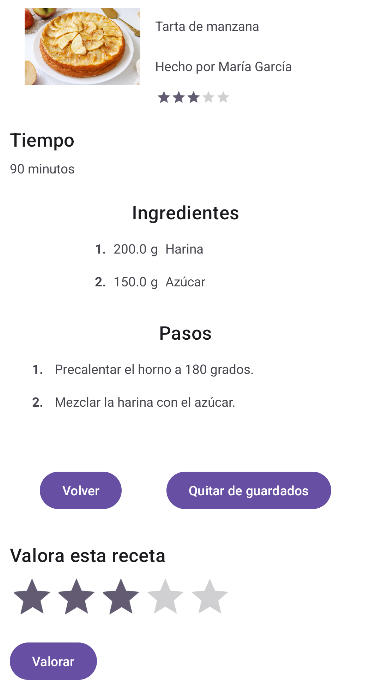 Tarta de manzana
Hecho por María García
Tiempo
90 minutos
Ingredientes
1. 200.0 g Harina
2. 150.0 g Azúcar
Pasos
1. Precalentar el horno a 180 grados.
2. Mezclar la harina con el azúcar.
Volver Quitar de guardados
Valora esta receta
Valorar